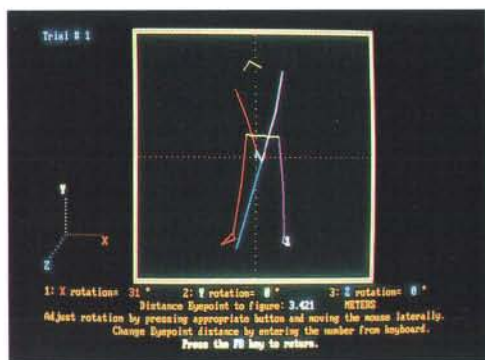 Trial # 1
Y
X
Z
1: X rotation= 31 ° 2: Y rotation= 0 ° 3: Z rotation= 0 °
Distance Eyepoint to figure: 3.421 METERS
Adjust rotation by pressing appropriate button and moving the mouse laterally.
Change Eyepoint distance by entering the number from keyboard.
Press the F8 key to return.